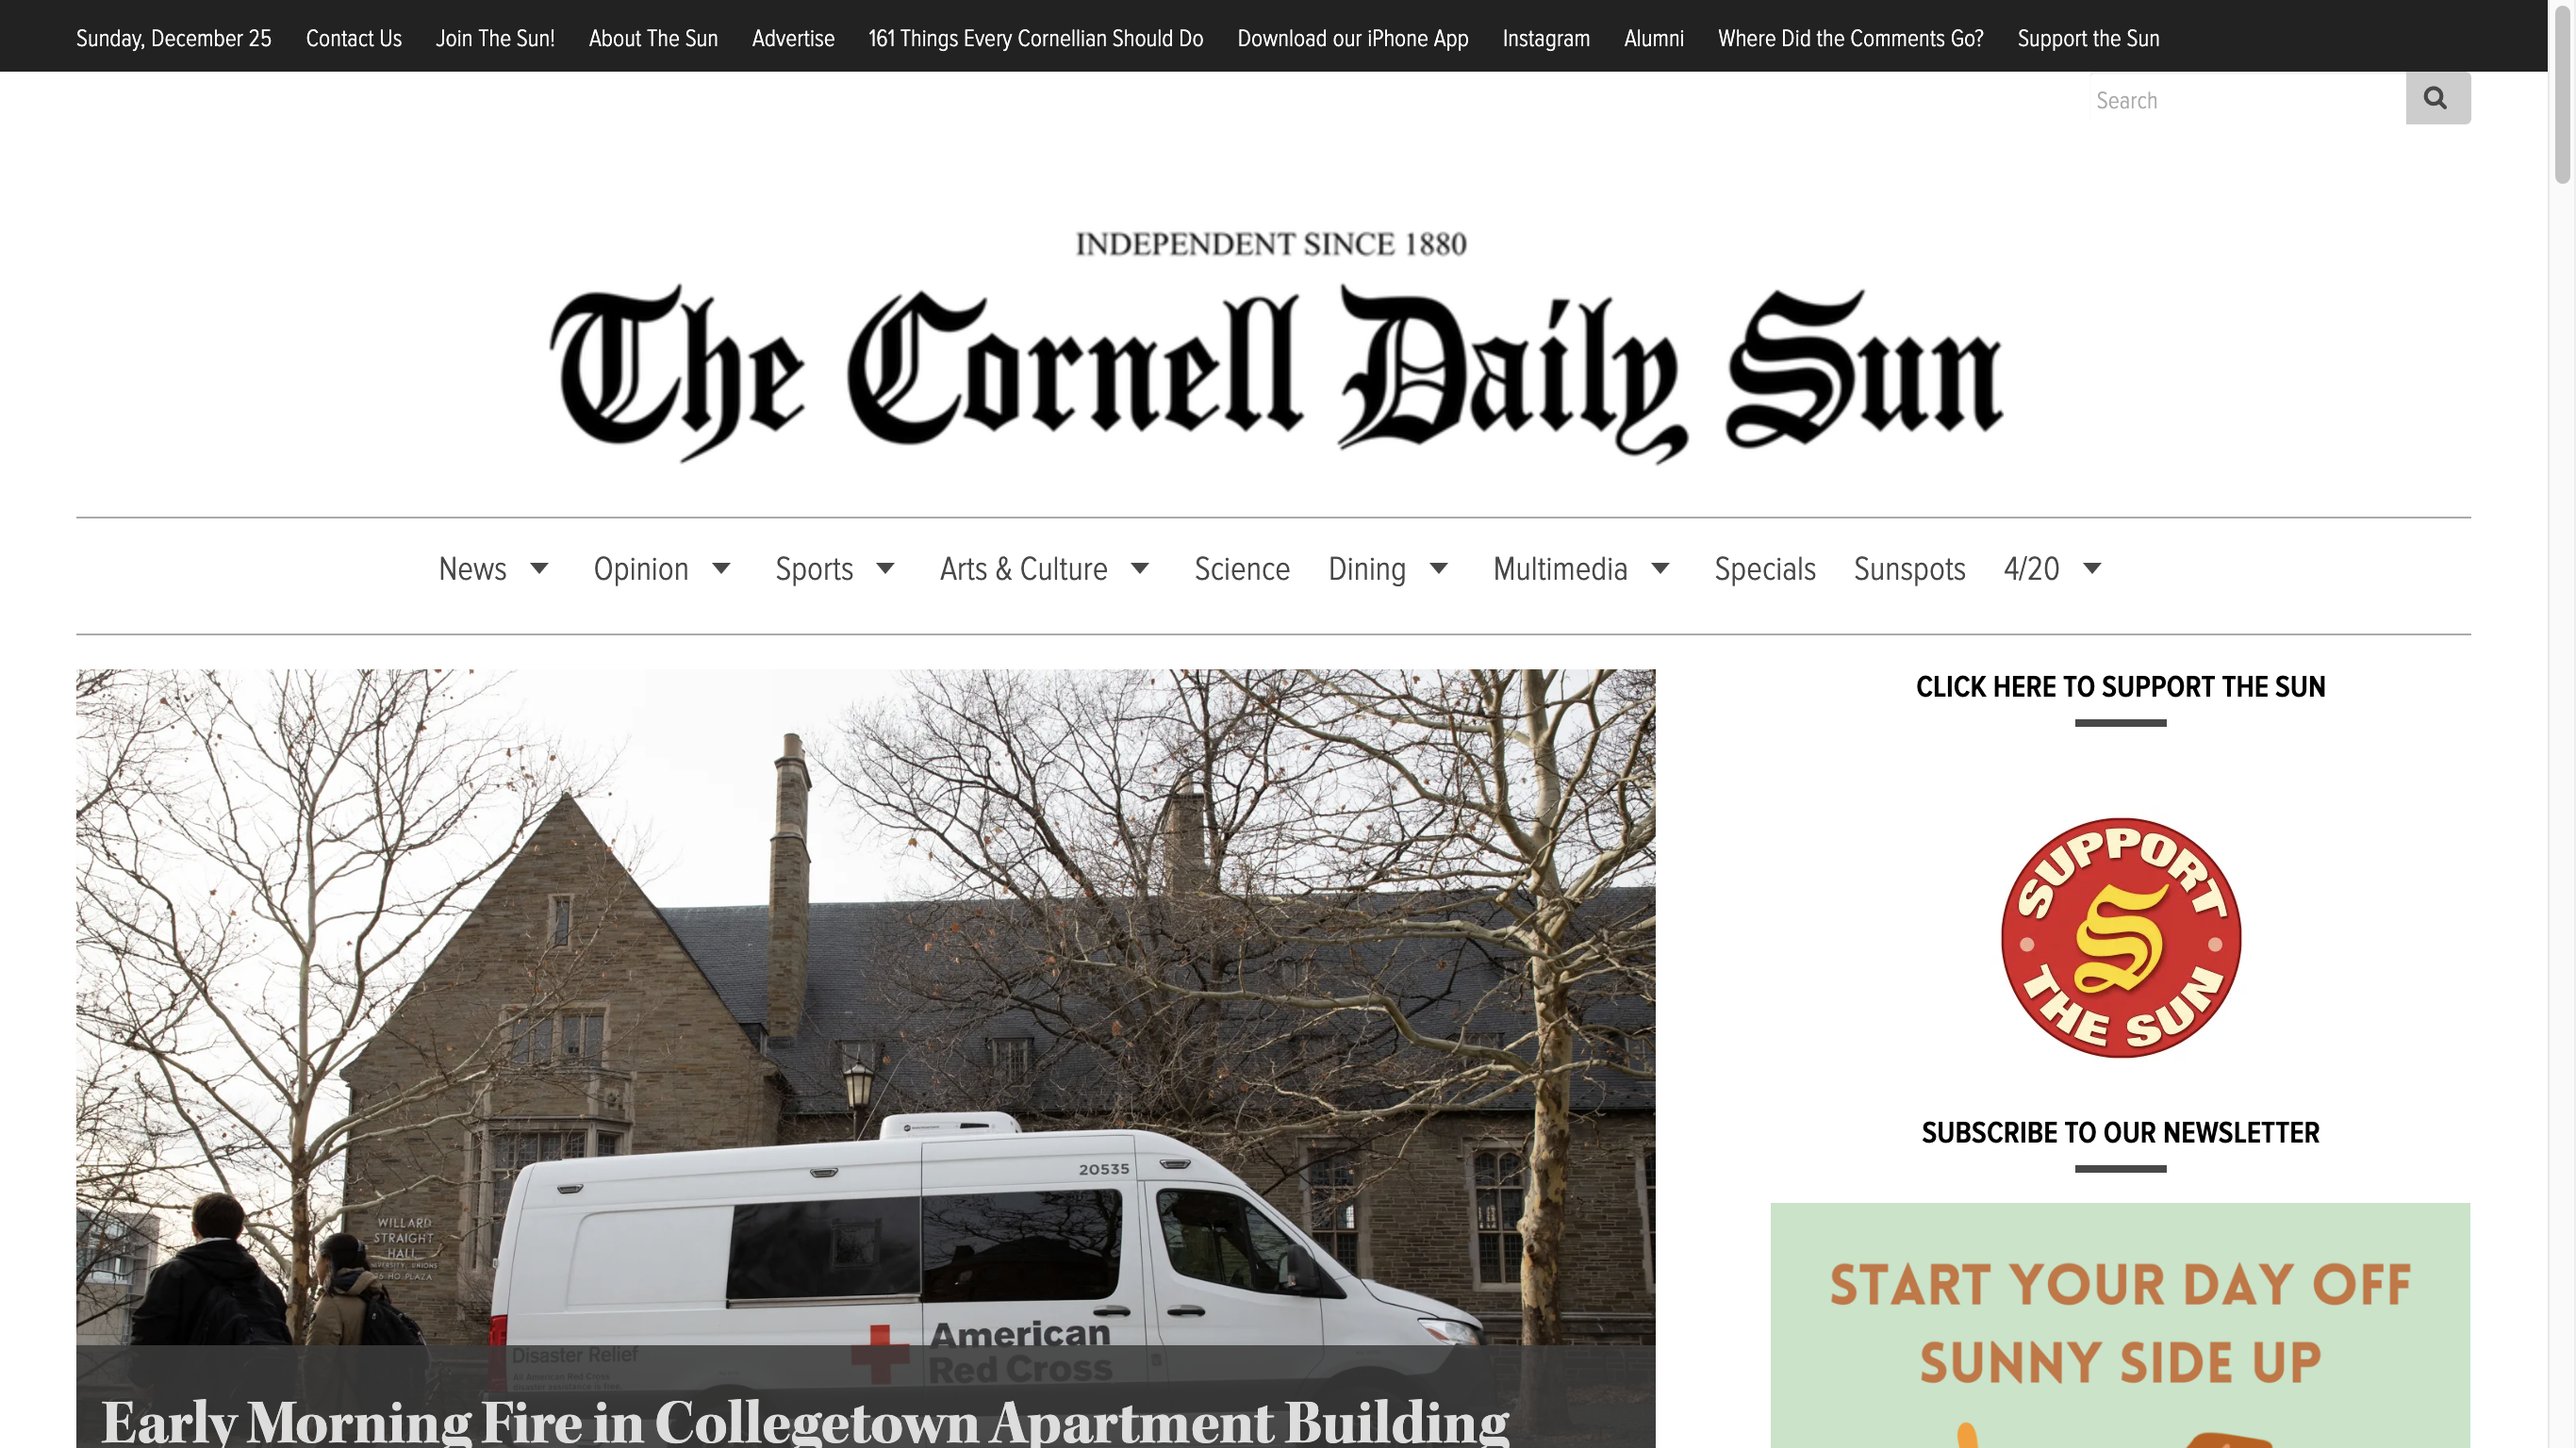 Sunday, December 25 Contact Us Join The Sun! About The Sun Advertise 161 Things Every Cornellian Should Do Download our iPhone App Instagram Alumni Where Did the Comments Go? Support the Sun
Search
INDEPENDENT SINCE 1880
The Cornell Daily Sun
News Opinion Sports Arts & Culture Science Dining Multimedia Specials Sunspots 4/20
WILLARD
STRAIGHT
HALL
20535
American
Red Cross
Disaster Relief
Early Morning Fire in Collegetown Apartment Building
CLICK HERE TO SUPPORT THE SUN
SUPPORT
S
THE SUN
SUBSCRIBE TO OUR NEWSLETTER
START YOUR DAY OFF
SUNNY SIDE UP